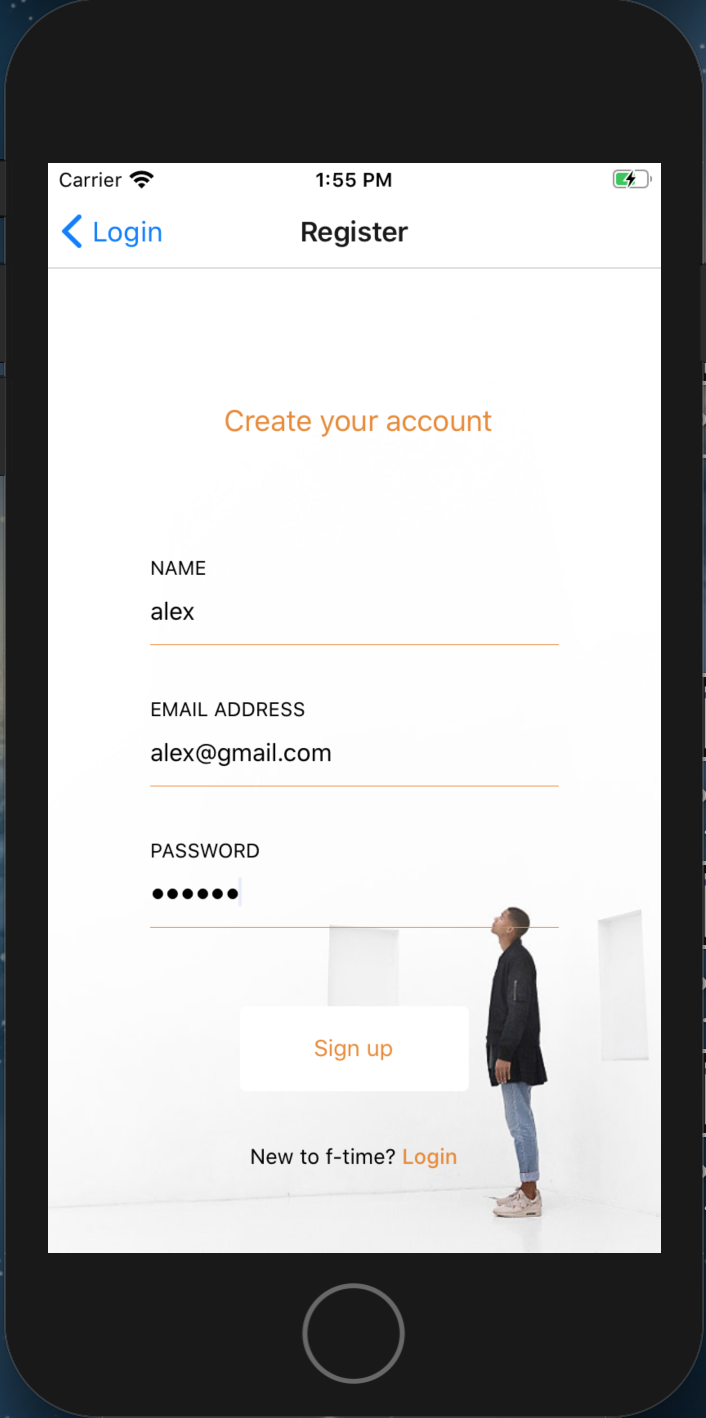 Carrier 1:55 PM
Login Register
Create your account
NAME
alex
EMAIL ADDRESS
alex@gmail.com
PASSWORD
••••••
Sign up
New to f-time? Login